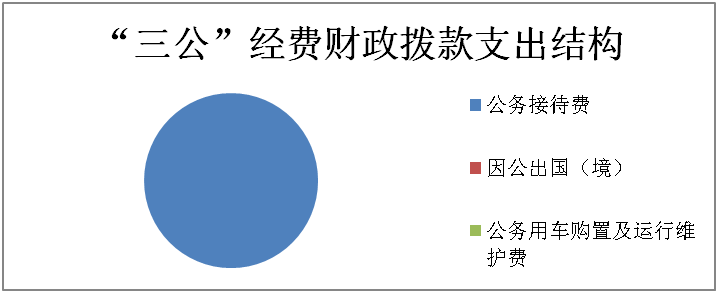 “三公”经费财政拨款支出结构
公务接待费
因公出国（境）
公务用车购置及运行维
护费